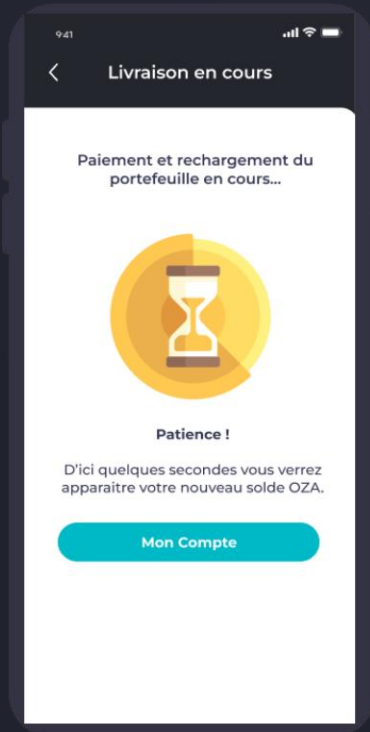 9:41
Livraison en cours
Paiement et rechargement du
portefeuille en cours...
Patience !
D'ici quelques secondes vous verrez
apparaitre votre nouveau solde OZA.
Mon Compte